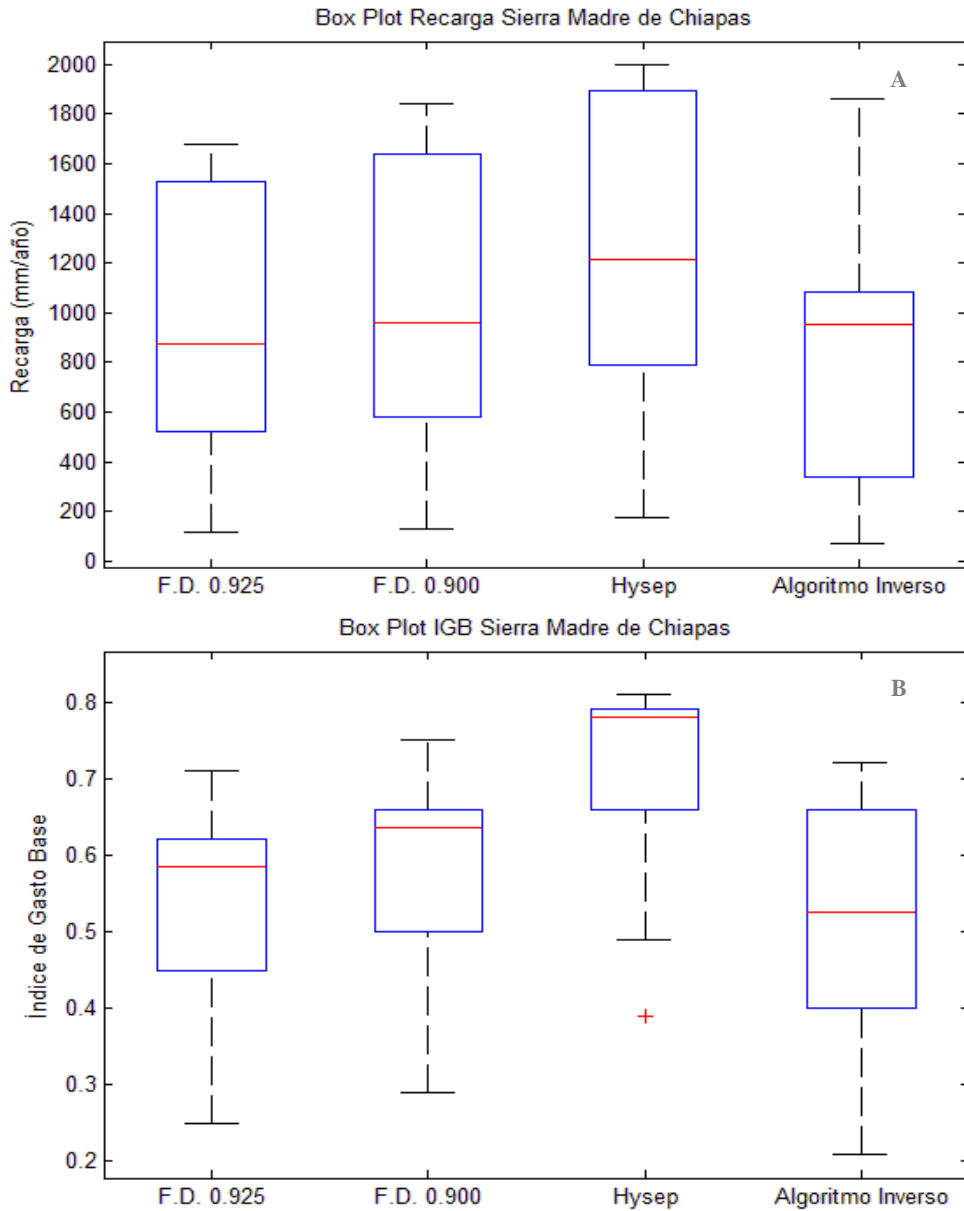 Box Plot Recarga Sierra Madre de Chiapas
A
2000
1800
1600
1400
1200
1000
800
600
400
200
0
Recarga (mm/año)
F.D. 0.925 F.D. 0.900 Hysep Algoritmo Inverso
Box Plot IGB Sierra Madre de Chiapas
B
0.8
0.7
0.6
0.5
0.4
0.3
0.2
Índice de Gasto Base
F.D. 0.925 F.D. 0.900 Hysep Algoritmo Inverso